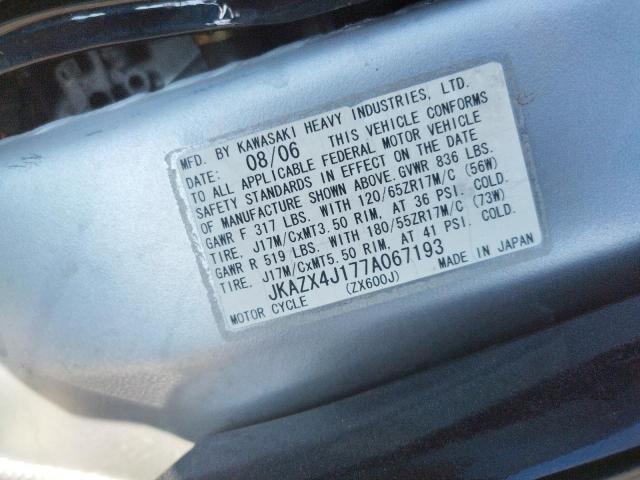 MFD. BY KAWASAKI HEAVY INDUSTRIES, LTD.
DATE: 08/06 THIS VEHICLE CONFORMS
TO ALL APPLICABLE FEDERAL MOTOR VEHICLE
SAFETY STANDARDS IN EFFECT ON THE DATE
OF MANUFACTURE SHOWN ABOVE. GVWR 836 LBS.
GAWR F 317 LBS. WITH 120/65ZR17M/C (56W)
TIRE, J17M/CxMT3.50 RIM, AT 36 PSI. COLD.
GAWR R 519 LBS. WITH 180/55ZR17M/C (73W)
TIRE, J17M/CxMT5.50 RIM, AT 41 PSI. COLD.
JKAZX4J177A067193
MOTOR CYCLE (ZX600J) MADE IN JAPAN